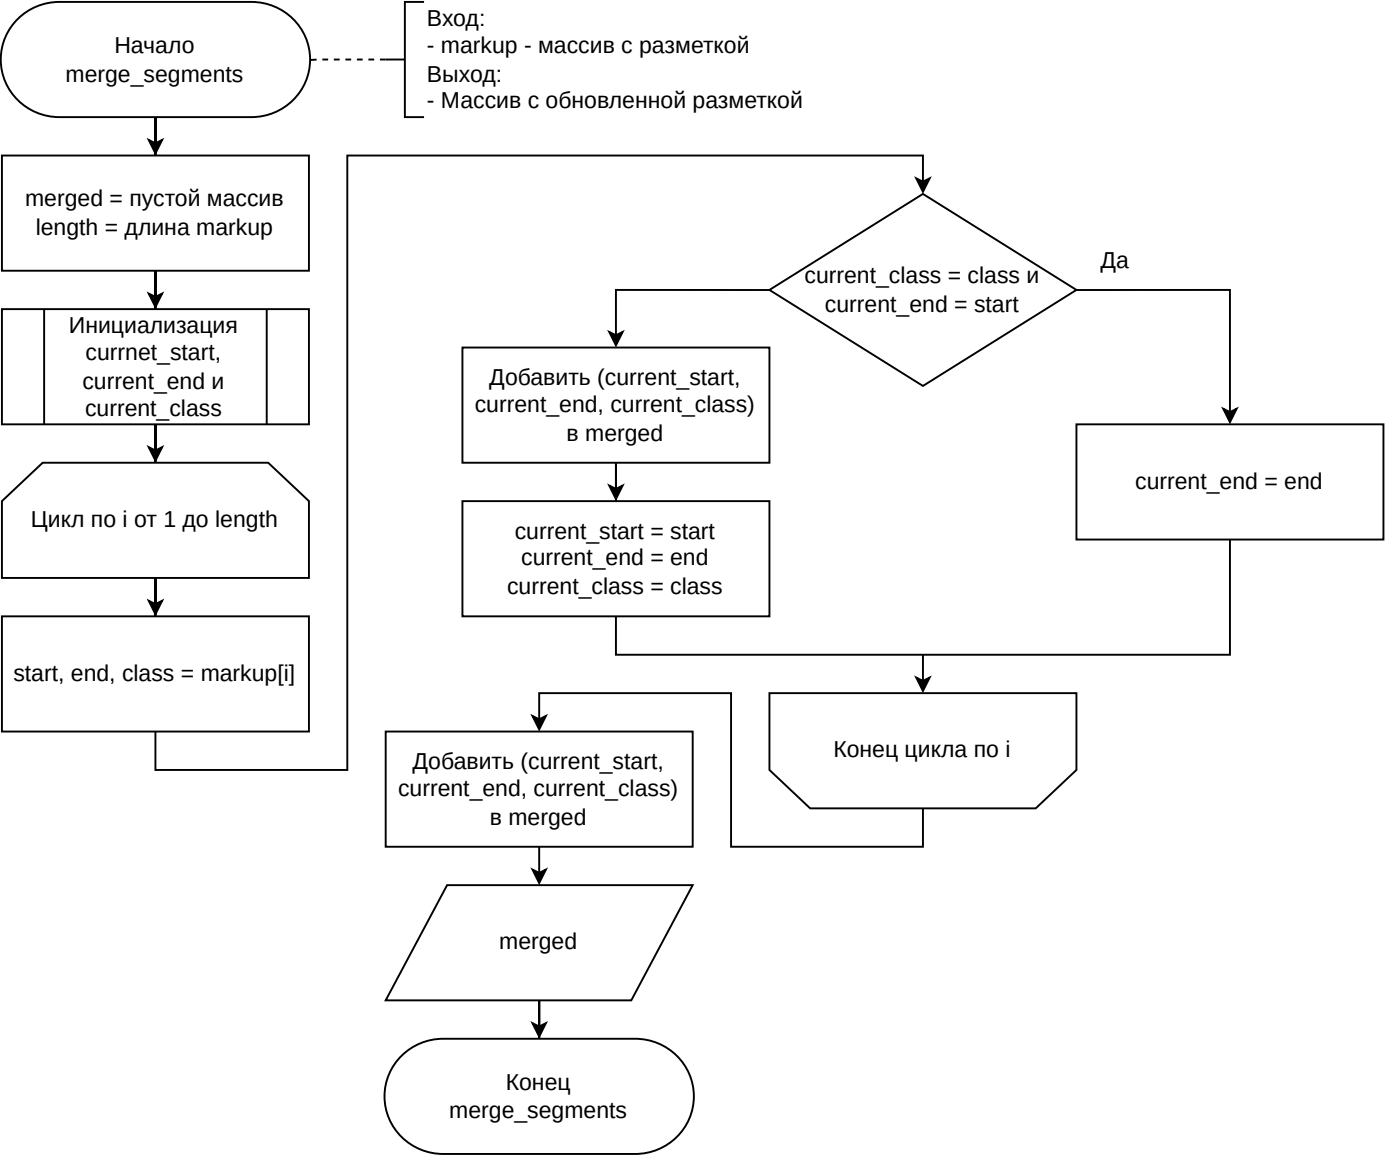 Начало
merge_segments
Вход:
- markup - массив с разметкой
Выход:
- Массив с обновленной разметкой
merged = пустой массив
length = длина markup
Инициализация
currnet_start,
current_end и
current_class
Цикл по i от 1 до length
start, end, class = markup[i]
current_class = class и
current_end = start
Да
Добавить (current_start,
current_end, current_class)
в merged
current_start = start
current_end = end
current_class = class
current_end = end
Конец цикла по i
Добавить (current_start,
current_end, current_class)
в merged
merged
Конец
merge_segments